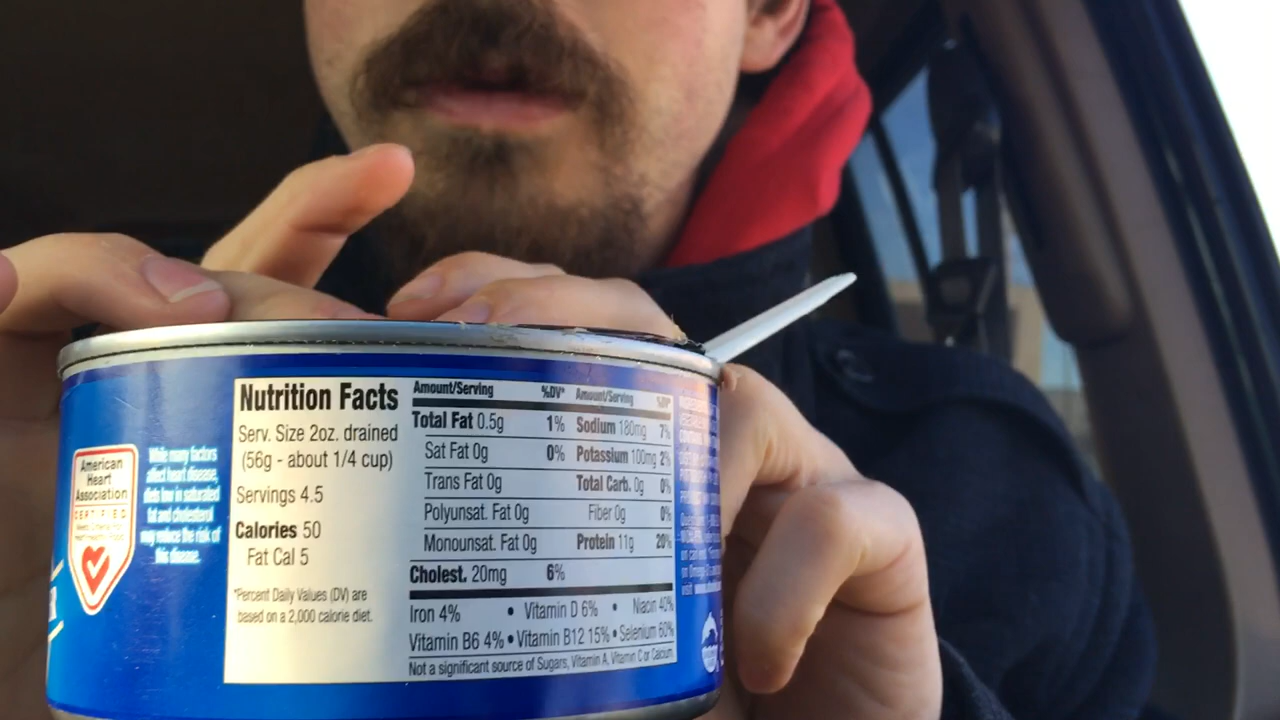 American
Heart
Association
CERTIFIED
While many factors
affect heart disease,
diets low in saturated
fat and cholesterol
may reduce the risk of
this disease.
Nutrition Facts
Serv. Size 2oz. drained
(56g - about 1/4 cup)
Servings 4.5
Calories 50
Fat Cal 5
*Percent Daily Values (DV) are
based on a 2,000 calorie diet.
Amount/Serving %DV* Amount/Serving %DV*
Total Fat 0.5g 1% Sodium 180mg 7%
Sat Fat 0g 0% Potassium 100mg 2%
Trans Fat 0g Total Carb. 0g 0%
Polyunsat. Fat 0g Fiber 0g 0%
Monounsat. Fat 0g Protein 11g 20%
Cholest. 20mg 6%
Iron 4% • Vitamin D 6% • Niacin 40%
Vitamin B6 4% • Vitamin B12 15% • Selenium 60%
Not a significant source of Sugars, Vitamin A, Vitamin C or Calcium.